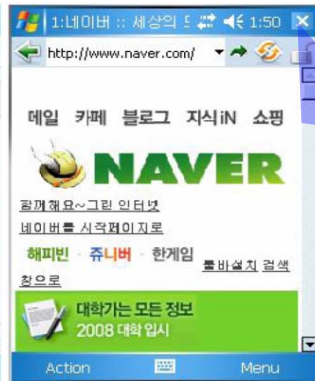 1:네이버 :: 세상의 모 1:50
http://www.naver.com/
메일 카페 블로그 지식iN 쇼핑
NAVER
함께해요~그린 인터넷
네이버를 시작페이지로
해피빈 쥬니버 한게임
툴바설치 검색
창으로
대학가는 모든 정보
2008 대학 입시
Action Menu